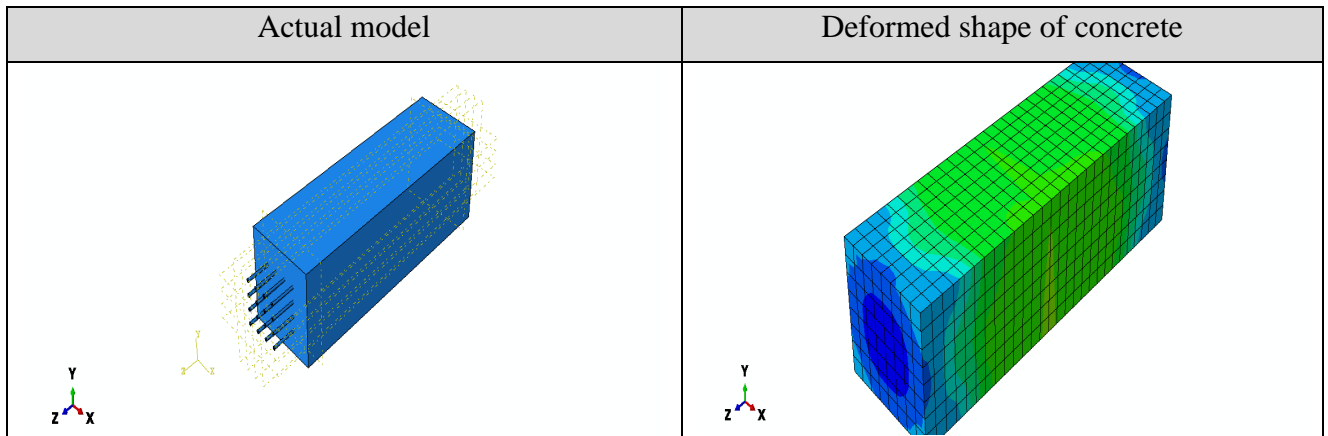 Actual model
Deformed shape of concrete
Y
Z X
Y
Z X
Y
Z X